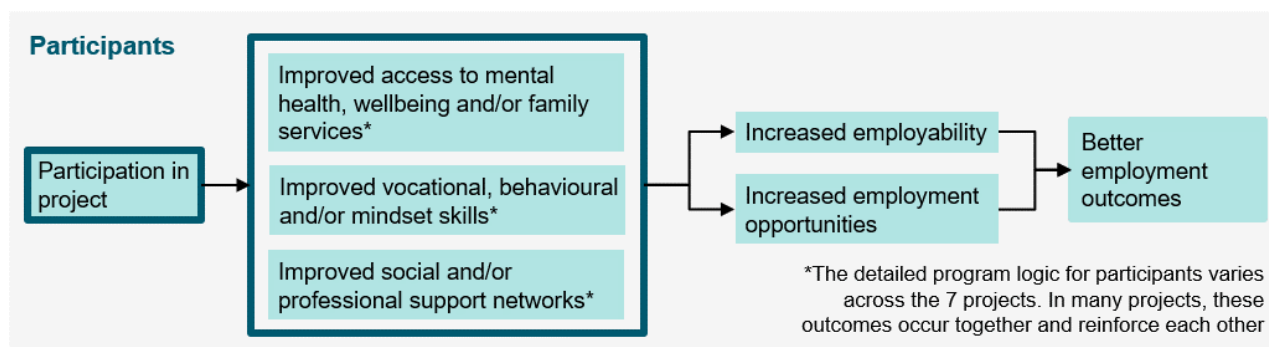 Participants
Participation in
project
Improved access to mental
health, wellbeing and/or family
services*
Improved vocational, behavioural
and/or mindset skills*
Improved social and/or
professional support networks*
Increased employability
Increased employment
opportunities
Better
employment
outcomes
*The detailed program logic for participants varies
across the 7 projects. In many projects, these
outcomes occur together and reinforce each other